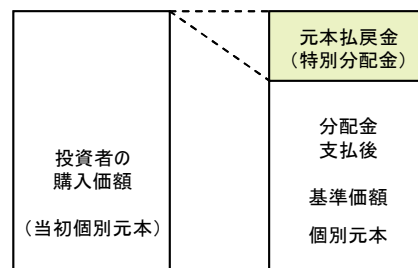 投資者の
購入価額
（当初個別元本）
元本払戻金
（特別分配金）
分配金
支払後
基準価額
個別元本